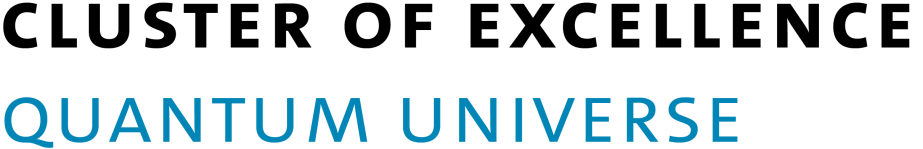 CLUSTER OF EXCELLENCE
QUANTUM UNIVERSE